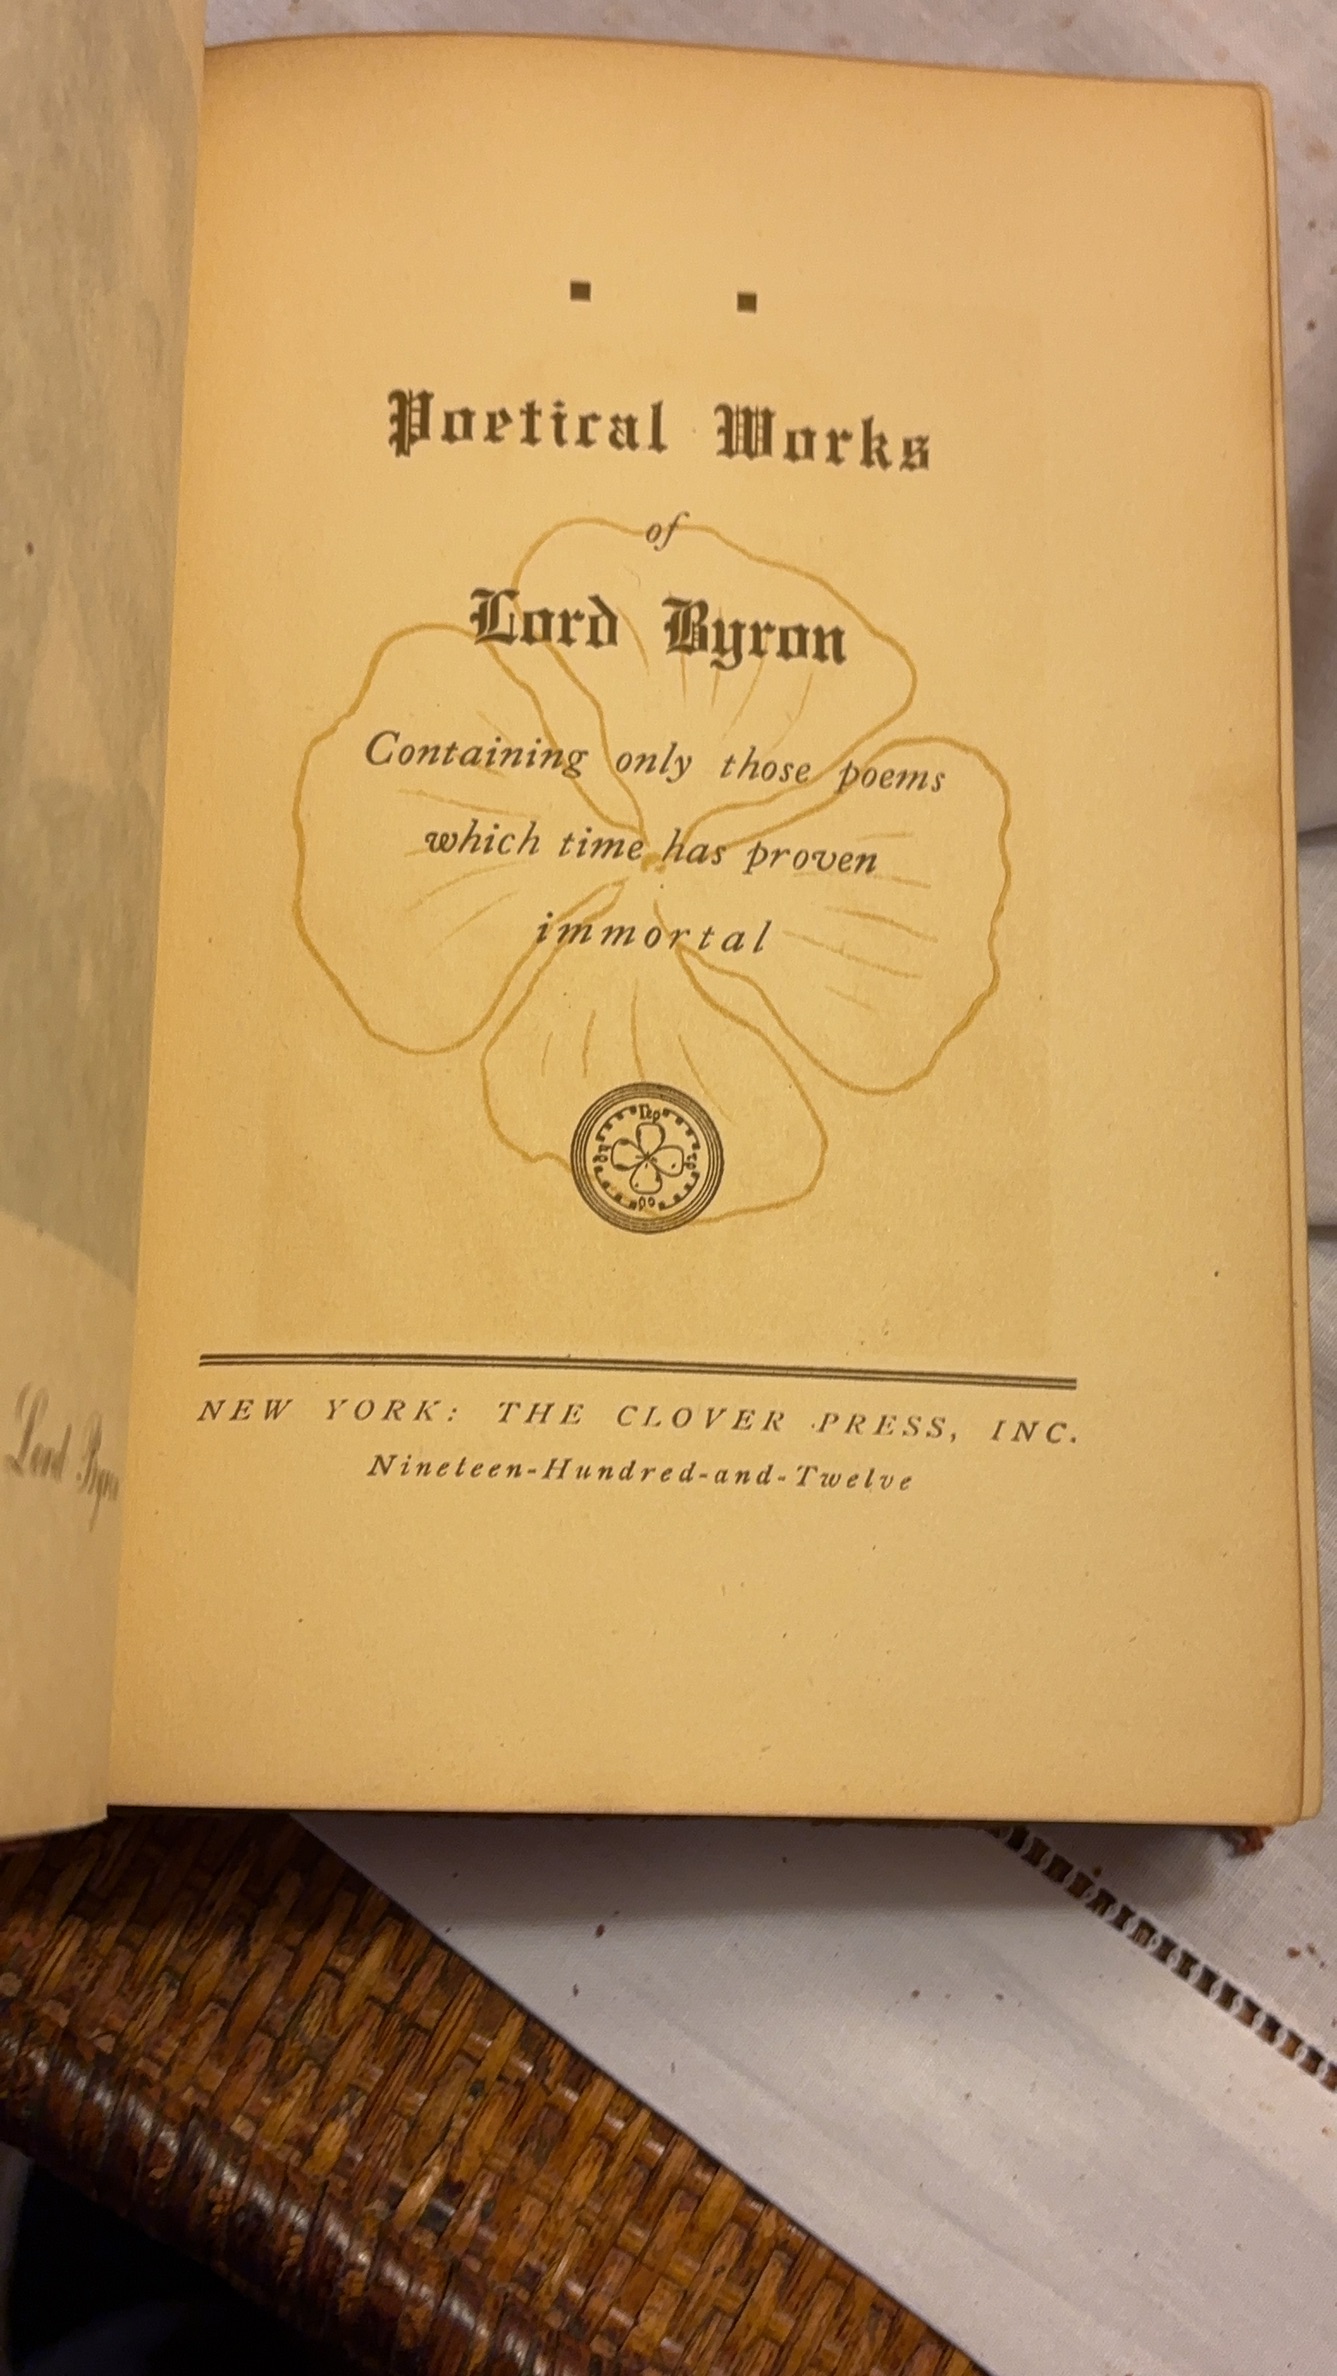 Poetical Works
of
Lord Byron
Containing only those poems
which time has proven
immortal
NEW YORK: THE CLOVER PRESS, INC.
Nineteen-Hundred-and-Twelve
Lord Byron